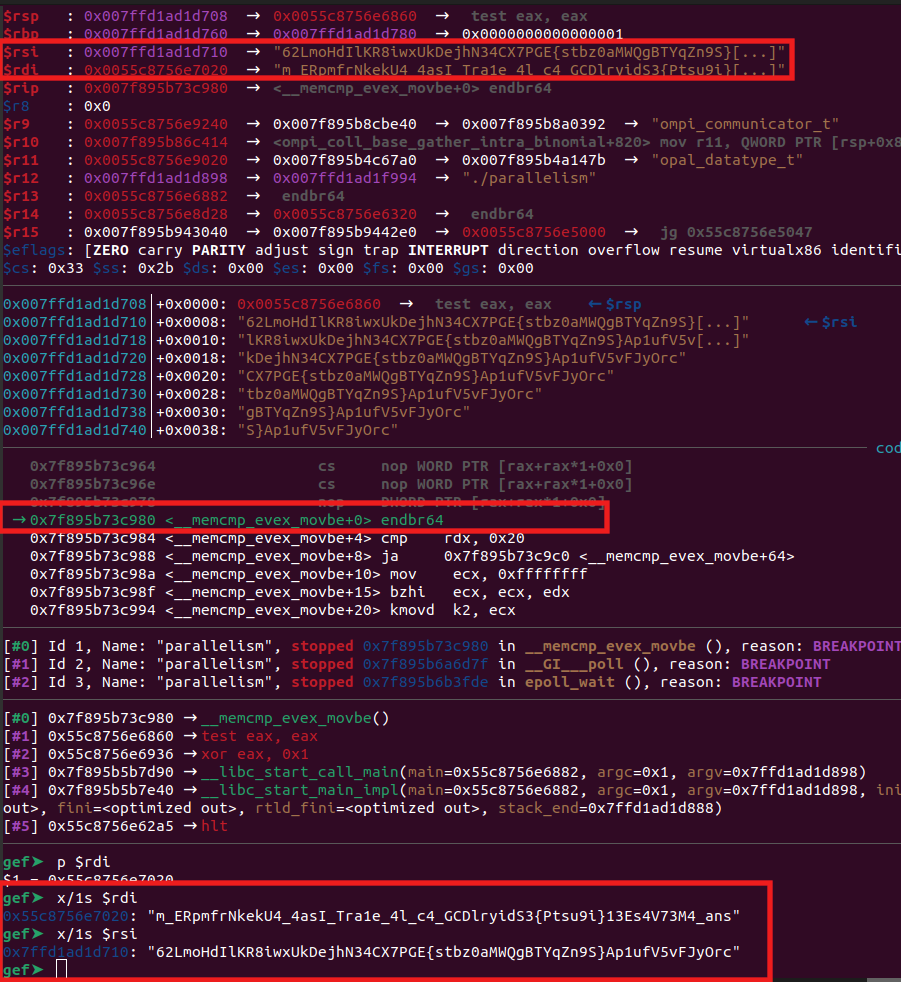 $rsp : 0x007ffd1ad1d708 → 0x0055c8756e6860 → test eax, eax
$rbp : 0x007ffd1ad1d760 → 0x007ffd1ad1d780 → 0x0000000000000001
$rsi : 0x007ffd1ad1d710 → "62LmoHdIlKR8iwxUkDejhN34CX7PGE{stbz0aMWQgBTYqZn9S}[...]"
$rdi : 0x0055c8756e7020 → "m_ERpmfrNkekU4_4asI_Tra1e_4l_c4_GCDlryidS3{Ptsu9i}[...]"
$rip : 0x007f895b73c980 → <__memcmp_evex_movbe+0> endbr64
$r8 : 0x0
$r9 : 0x0055c8756e9240 → 0x007f895b8cbe40 → 0x007f895b8a0392 → "ompi_communicator_t"
$r10 : 0x007f895b86c414 → <ompi_coll_base_gather_intra_binomial+820> mov r11, QWORD PTR [rsp+0x8
$r11 : 0x0055c8756e9020 → 0x007f895b4c67a0 → 0x007f895b4a147b → "opal_datatype_t"
$r12 : 0x007ffd1ad1d898 → 0x007ffd1ad1f994 → "./parallelism"
$r13 : 0x0055c8756e6882 → endbr64
$r14 : 0x0055c8756e8d28 → 0x0055c8756e6320 → endbr64
$r15 : 0x007f895b943040 → 0x007f895b9442e0 → 0x0055c8756e5000 → jg 0x55c8756e5047
$eflags: [ZERO carry PARITY adjust sign trap INTERRUPT direction overflow resume virtualx86 identifi
$cs: 0x33 $ss: 0x2b $ds: 0x00 $es: 0x00 $fs: 0x00 $gs: 0x00
0x007ffd1ad1d708│+0x0000: 0x0055c8756e6860 → test eax, eax ←$rsp
0x007ffd1ad1d710│+0x0008: "62LmoHdIlKR8iwxUkDejhN34CX7PGE{stbz0aMWQgBTYqZn9S}[...]" ←$rsi
0x007ffd1ad1d718│+0x0010: "lKR8iwxUkDejhN34CX7PGE{stbz0aMWQgBTYqZn9S}Ap1ufV5v[...]"
0x007ffd1ad1d720│+0x0018: "kDejhN34CX7PGE{stbz0aMWQgBTYqZn9S}Ap1ufV5vFJyOrc"
0x007ffd1ad1d728│+0x0020: "CX7PGE{stbz0aMWQgBTYqZn9S}Ap1ufV5vFJyOrc"
0x007ffd1ad1d730│+0x0028: "tbz0aMWQgBTYqZn9S}Ap1ufV5vFJyOrc"
0x007ffd1ad1d738│+0x0030: "gBTYqZn9S}Ap1ufV5vFJyOrc"
0x007ffd1ad1d740│+0x0038: "S}Ap1ufV5vFJyOrc"
cod
0x7f895b73c964 cs nop WORD PTR [rax+rax*1+0x0]
0x7f895b73c96e cs nop WORD PTR [rax+rax*1+0x0]
0x7f895b73c978 nop DWORD PTR [rax+rax*1+0x0]
→0x7f895b73c980 <__memcmp_evex_movbe+0> endbr64
0x7f895b73c984 <__memcmp_evex_movbe+4> cmp rdx, 0x20
0x7f895b73c988 <__memcmp_evex_movbe+8> ja 0x7f895b73c9c0 <__memcmp_evex_movbe+64>
0x7f895b73c98a <__memcmp_evex_movbe+10> mov ecx, 0xffffffff
0x7f895b73c98f <__memcmp_evex_movbe+15> bzhi ecx, ecx, edx
0x7f895b73c994 <__memcmp_evex_movbe+20> kmovd k2, ecx
[#0] Id 1, Name: "parallelism", stopped 0x7f895b73c980 in __memcmp_evex_movbe (), reason: BREAKPOINT
[#1] Id 2, Name: "parallelism", stopped 0x7f895b6a6d7f in __GI___poll (), reason: BREAKPOINT
[#2] Id 3, Name: "parallelism", stopped 0x7f895b6b3fde in epoll_wait (), reason: BREAKPOINT
[#0] 0x7f895b73c980 →__memcmp_evex_movbe()
[#1] 0x55c8756e6860 →test eax, eax
[#2] 0x55c8756e6936 →xor eax, 0x1
[#3] 0x7f895b5b7d90 →__libc_start_call_main(main=0x55c8756e6882, argc=0x1, argv=0x7ffd1ad1d898)
[#4] 0x7f895b5b7e40 →__libc_start_main_impl(main=0x55c8756e6882, argc=0x1, argv=0x7ffd1ad1d898, ini
out>, fini=<optimized out>, rtld_fini=<optimized out>, stack_end=0x7ffd1ad1d888)
[#5] 0x55c8756e62a5 →hlt
gef➤ p $rdi
$1 = 0x55c8756e7020
gef➤ x/1s $rdi
0x55c8756e7020: "m_ERpmfrNkekU4_4asI_Tra1e_4l_c4_GCDlryidS3{Ptsu9i}13Es4V73M4_ans"
gef➤ x/1s $rsi
0x7ffd1ad1d710: "62LmoHdIlKR8iwxUkDejhN34CX7PGE{stbz0aMWQgBTYqZn9S}Ap1ufV5vFJyOrc"
gef➤